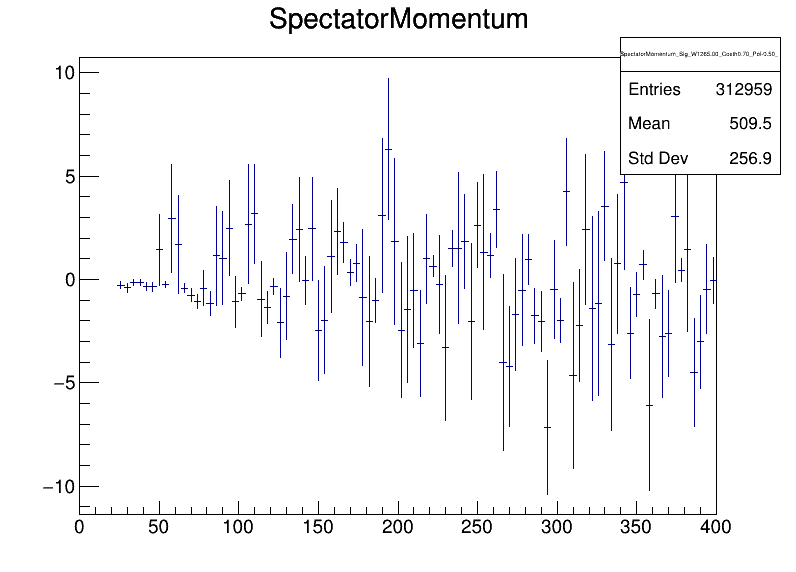 SpectatorMomentum
SpectatorMomentum_Sig_W1265.00_Costh0.70_Pol-0.50_
Entries 312959
Mean 509.5
Std Dev 256.9
10
5
0
−5
−10
0 50 100 150 200 250 300 350 400